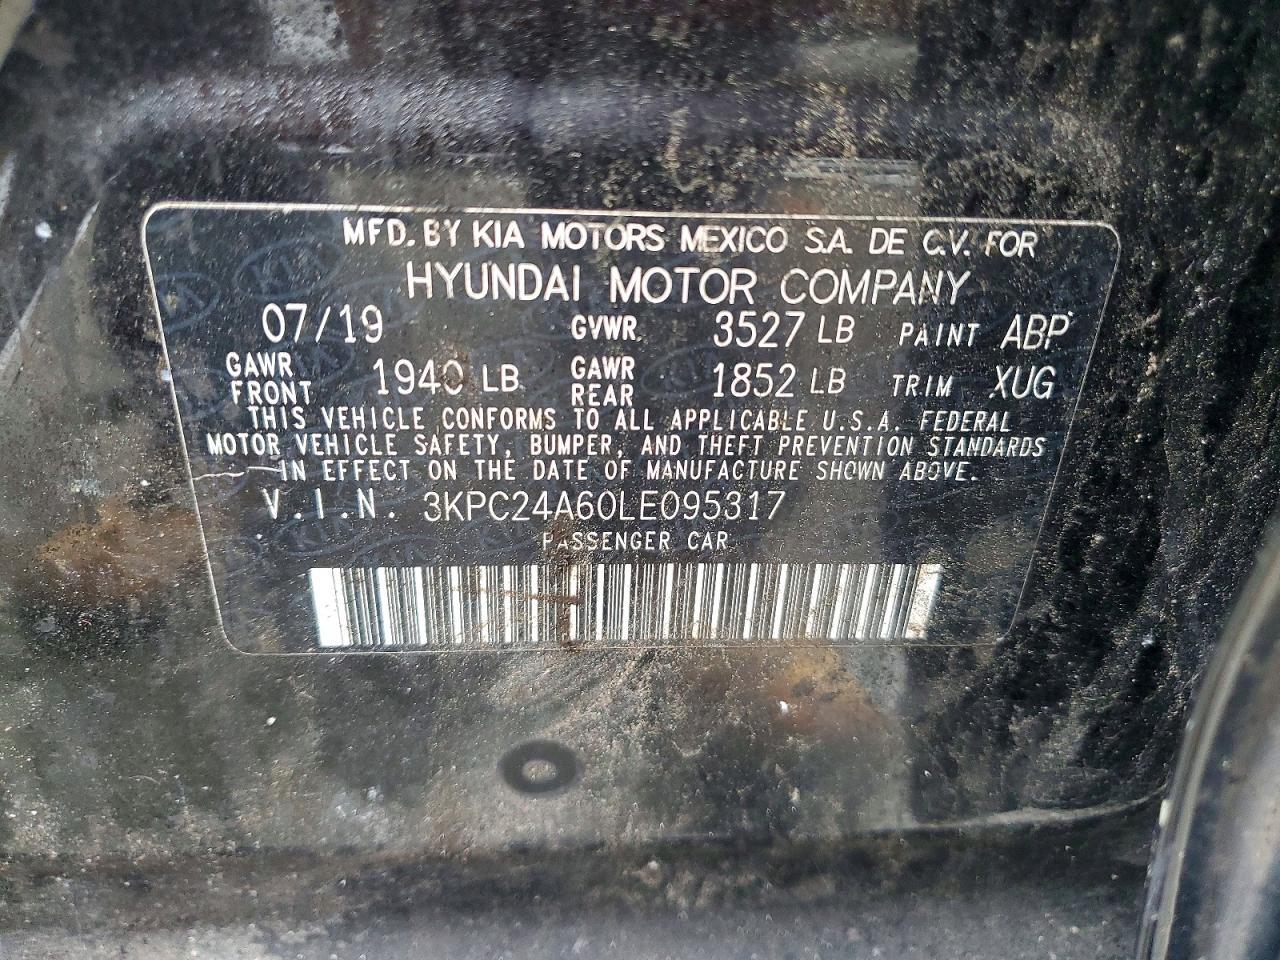 MFD. BY KIA MOTORS MEXICO S.A. DE C.V. FOR
HYUNDAI MOTOR COMPANY
07/19 GVWR 3527 LB PAINT ABP
GAWR FRONT 1940 LB GAWR REAR 1852 LB TRIM XUG
THIS VEHICLE CONFORMS TO ALL APPLICABLE U.S.A. FEDERAL
MOTOR VEHICLE SAFETY, BUMPER, AND THEFT PREVENTION STANDARDS
IN EFFECT ON THE DATE OF MANUFACTURE SHOWN ABOVE.
V.I.N. 3KPC24A60LE095317
PASSENGER CAR